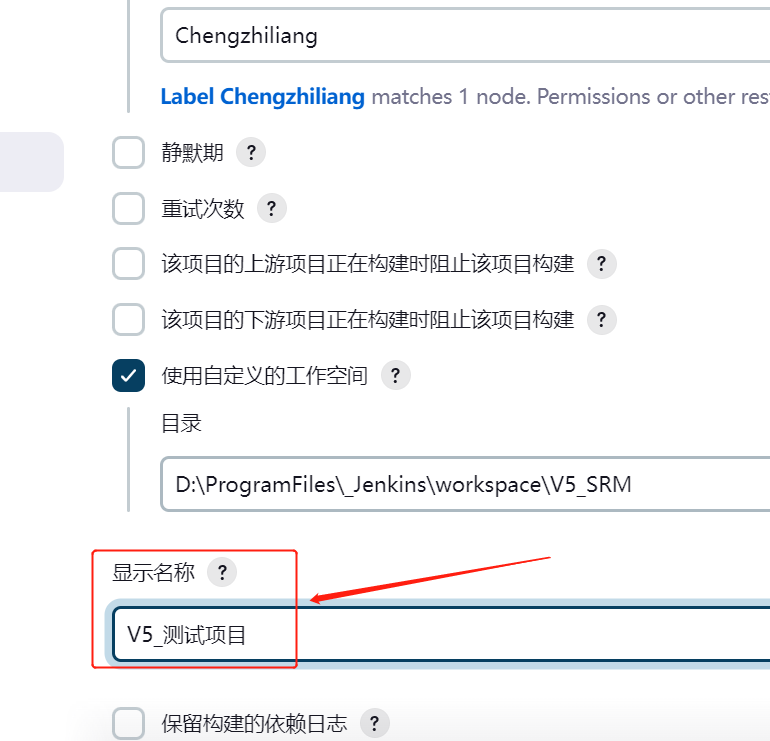 Chengzhiliang
Label Chengzhiliang matches 1 node. Permissions or other res
静默期 ?
重试次数 ?
该项目的上游项目正在构建时阻止该项目构建 ?
该项目的下游项目正在构建时阻止该项目构建 ?
使用自定义的工作空间 ?
目录
D:\ProgramFiles\_Jenkins\workspace\V5_SRM
显示名称 ?
V5_测试项目
保留构建的依赖日志 ?